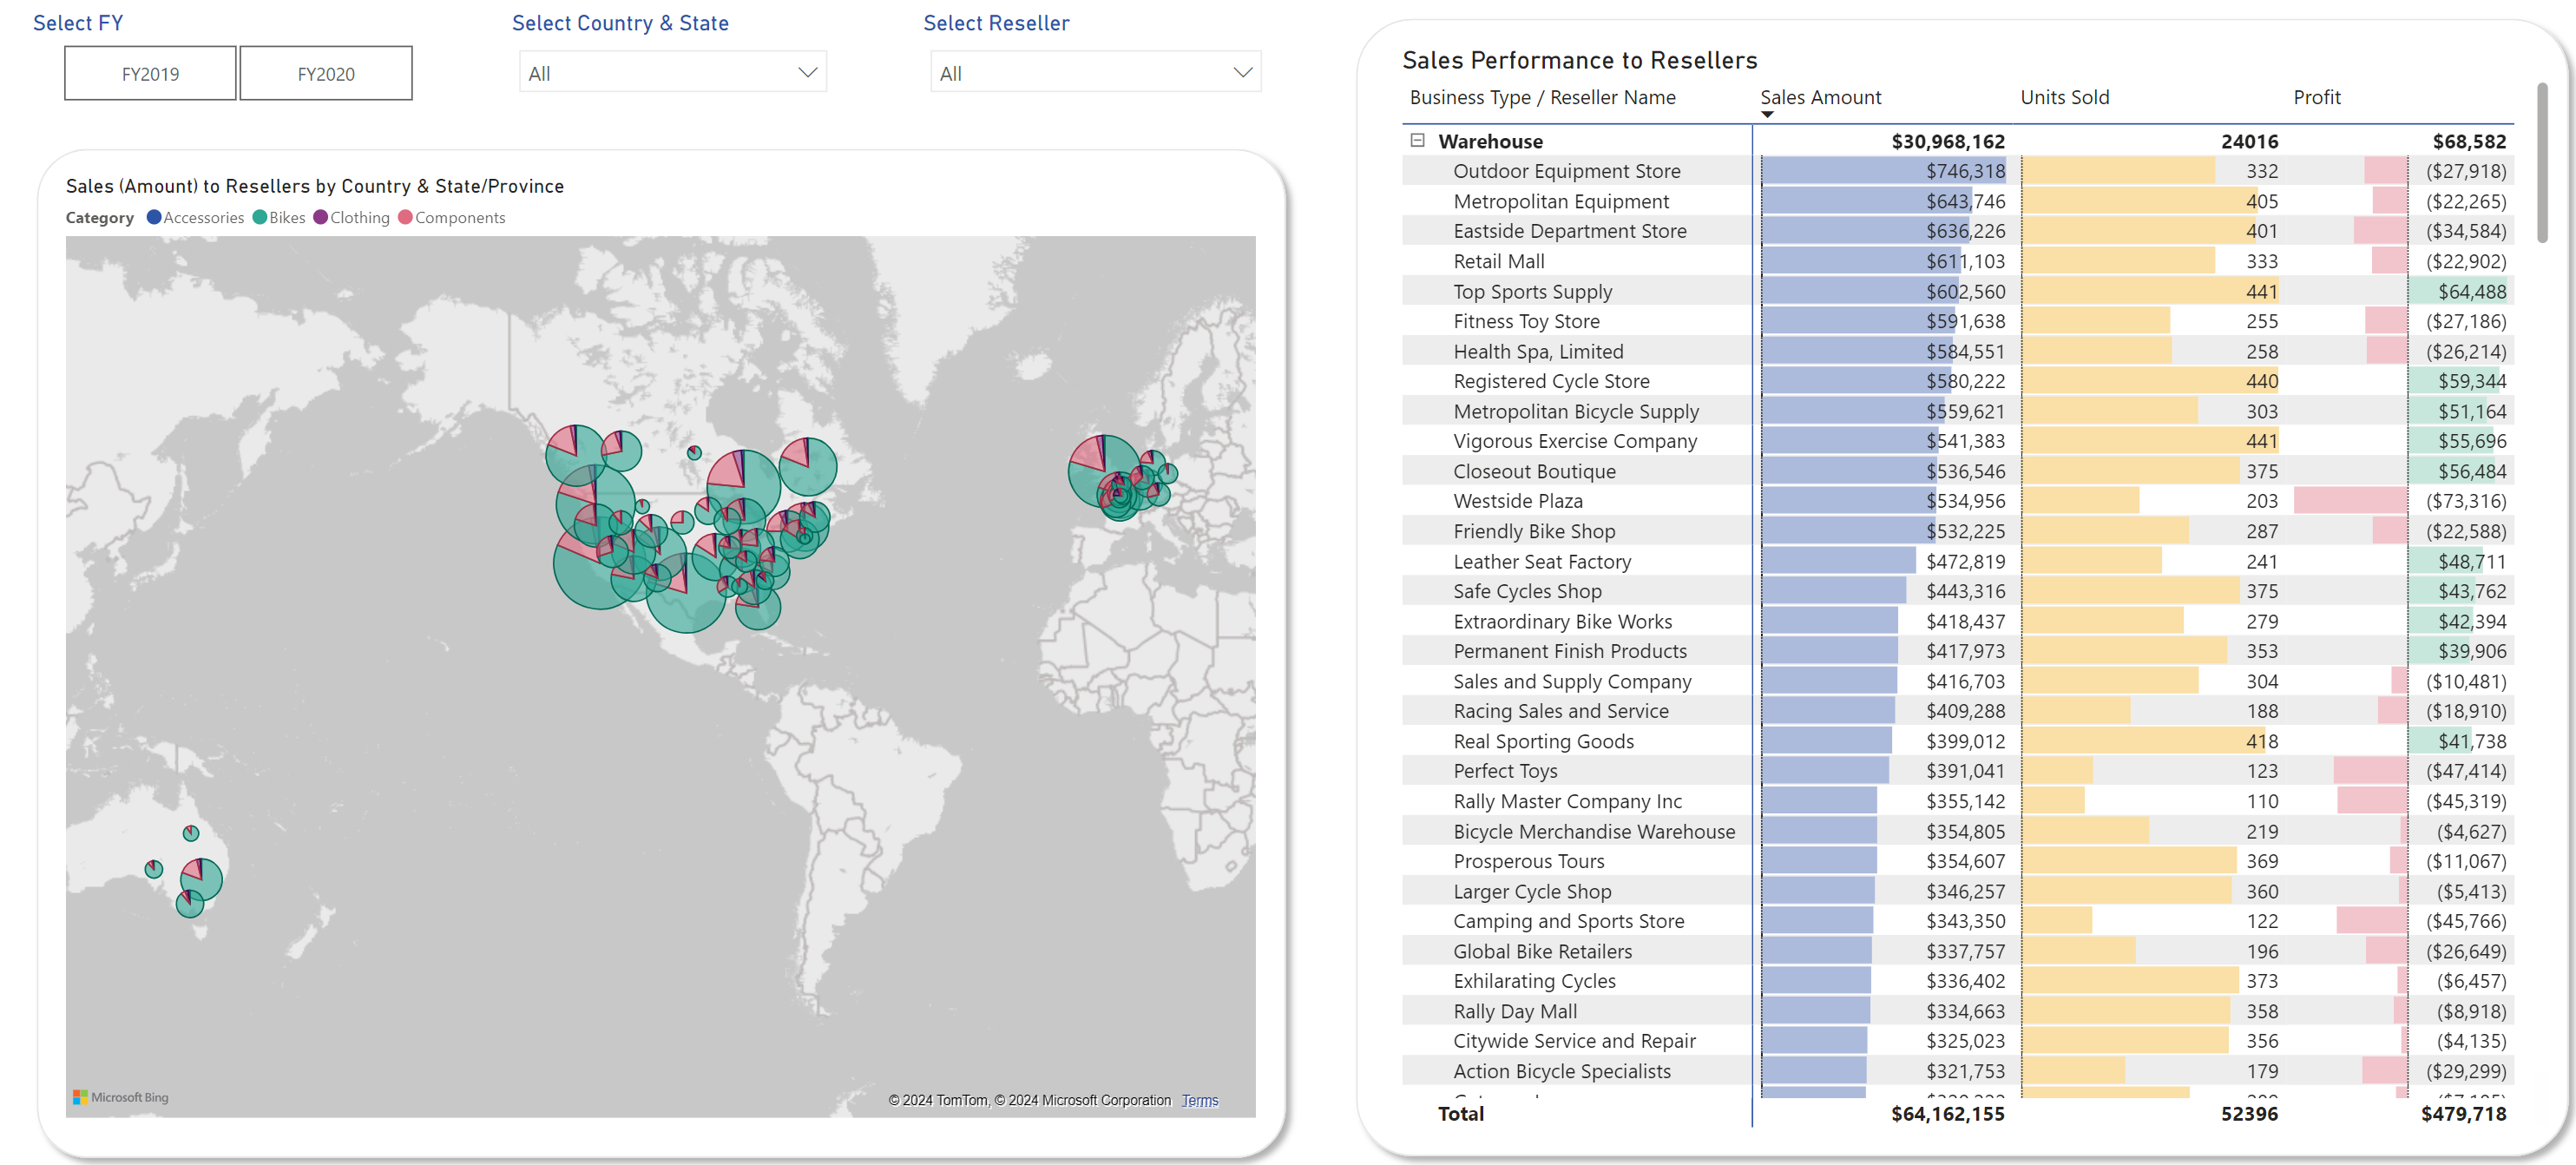 Select FY
Select Country & State
Select Reseller
FY2019
FY2020
All
All
Sales (Amount) to Resellers by Country & State/Province
Category Accessories Bikes Clothing Components
Microsoft Bing
© 2024 TomTom, © 2024 Microsoft Corporation Terms
Sales Performance to Resellers
Business Type / Reseller Name Sales Amount Units Sold Profit
Warehouse $30,968,162 24016 $68,582
Outdoor Equipment Store $746,318 332 ($27,918)
Metropolitan Equipment $643,746 405 ($22,265)
Eastside Department Store $636,226 401 ($34,584)
Retail Mall $611,103 333 ($22,902)
Top Sports Supply $602,560 441 $64,488
Fitness Toy Store $591,638 255 ($27,186)
Health Spa, Limited $584,551 258 ($26,214)
Registered Cycle Store $580,222 440 $59,344
Metropolitan Bicycle Supply $559,621 303 $51,164
Vigorous Exercise Company $541,383 441 $55,696
Closeout Boutique $536,546 375 $56,484
Westside Plaza $534,956 203 ($73,316)
Friendly Bike Shop $532,225 287 ($22,588)
Leather Seat Factory $472,819 241 $48,711
Safe Cycles Shop $443,316 375 $43,762
Extraordinary Bike Works $418,437 279 $42,394
Permanent Finish Products $417,973 353 $39,906
Sales and Supply Company $416,703 304 ($10,481)
Racing Sales and Service $409,288 188 ($18,910)
Real Sporting Goods $399,012 418 $41,738
Perfect Toys $391,041 123 ($47,414)
Rally Master Company Inc $355,142 110 ($45,319)
Bicycle Merchandise Warehouse $354,805 219 ($4,627)
Prosperous Tours $354,607 369 ($11,067)
Larger Cycle Shop $346,257 360 ($5,413)
Camping and Sports Store $343,350 122 ($45,766)
Global Bike Retailers $337,757 196 ($26,649)
Exhilarating Cycles $336,402 373 ($6,457)
Rally Day Mall $334,663 358 ($8,918)
Citywide Service and Repair $325,023 356 ($4,135)
Action Bicycle Specialists $321,753 179 ($29,299)
Total $64,162,155 52396 $479,718